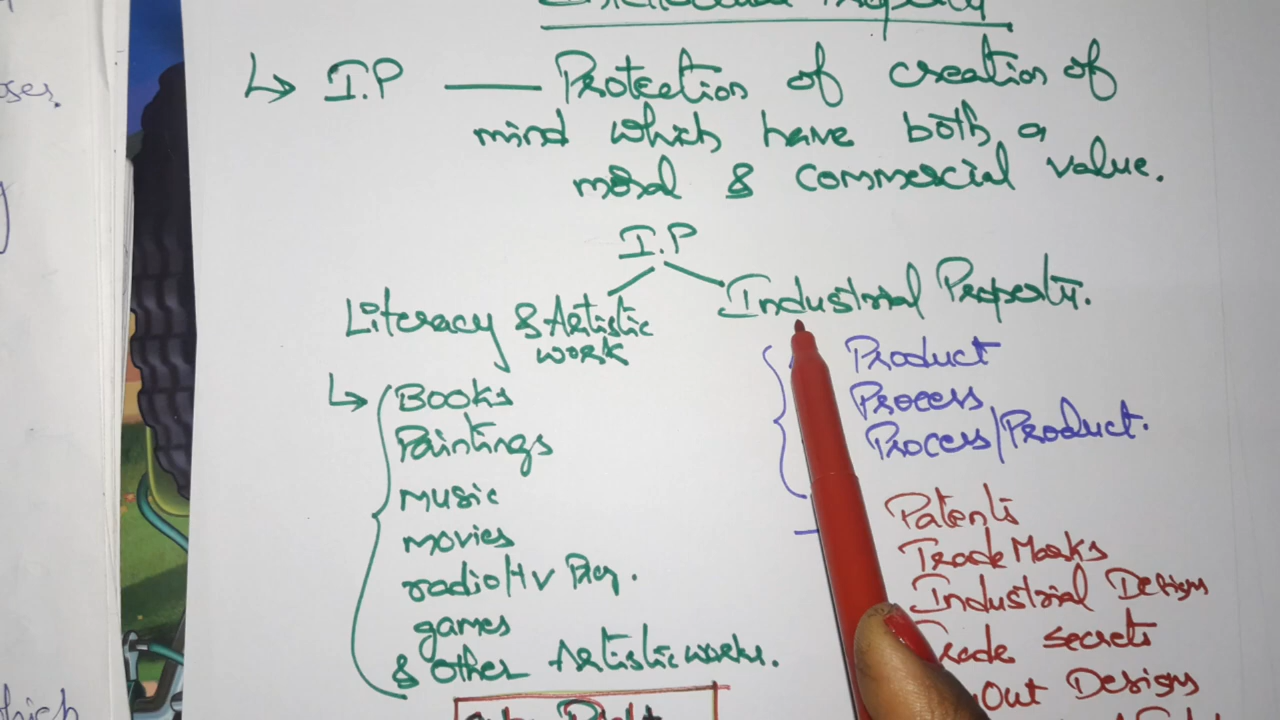 I.P — Protection of creation of
mind which have both a
moral & commercial value.
I.P
Literacy & Artistic
work
Industrial Property.
Books
Paintings
music
movies
radio/tv Prg.
games
& other Artistic works.
Product
Process
Process/Product.
Patents
Trade Marks
Industrial Design
Trade secrets
Out Designs